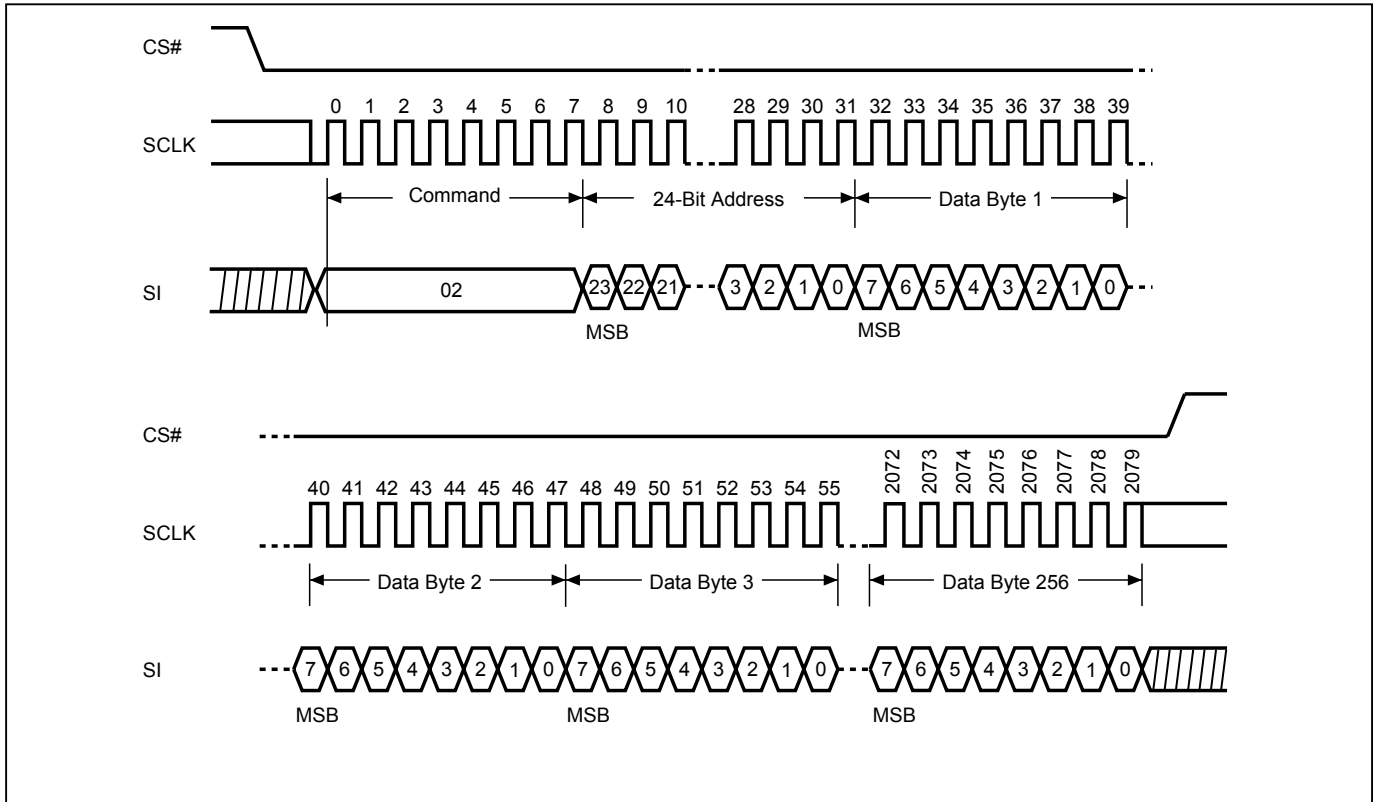 CS#
0 1 2 3 4 5 6 7 8 9 10 28 29 30 31 32 33 34 35 36 37 38 39
SCLK
Command 24-Bit Address Data Byte 1
SI 02 23 22 21 3 2 1 0 7 6 5 4 3 2 1 0
MSB MSB
CS#
40 41 42 43 44 45 46 47 48 49 50 51 52 53 54 55 2072 2073 2074 2075 2076 2077 2078 2079
SCLK
Data Byte 2 Data Byte 3 Data Byte 256
SI 7 6 5 4 3 2 1 0 7 6 5 4 3 2 1 0 7 6 5 4 3 2 1 0
MSB MSB MSB